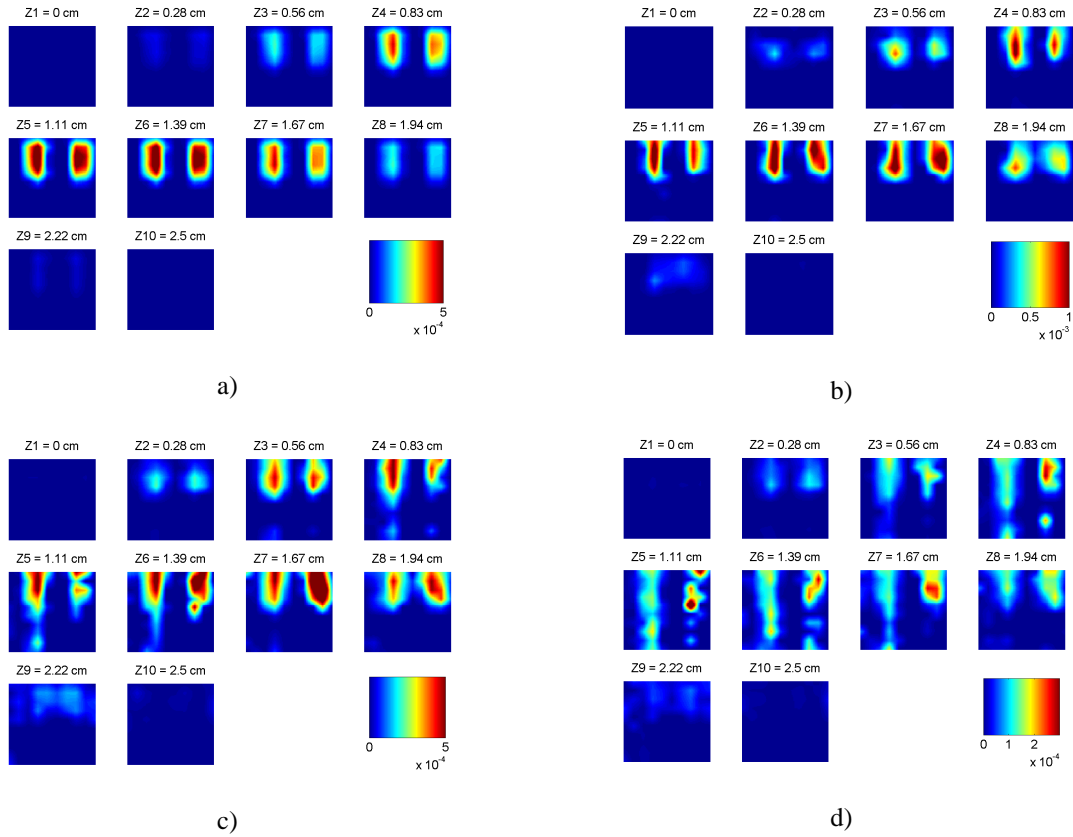 Z1 = 0 cm Z2 = 0.28 cm Z3 = 0.56 cm Z4 = 0.83 cm
Z5 = 1.11 cm Z6 = 1.39 cm Z7 = 1.67 cm Z8 = 1.94 cm
Z9 = 2.22 cm Z10 = 2.5 cm
0 5
x 10-4
a)
Z1 = 0 cm Z2 = 0.28 cm Z3 = 0.56 cm Z4 = 0.83 cm
Z5 = 1.11 cm Z6 = 1.39 cm Z7 = 1.67 cm Z8 = 1.94 cm
Z9 = 2.22 cm Z10 = 2.5 cm
0 0.5 1
x 10-3
b)
Z1 = 0 cm Z2 = 0.28 cm Z3 = 0.56 cm Z4 = 0.83 cm
Z5 = 1.11 cm Z6 = 1.39 cm Z7 = 1.67 cm Z8 = 1.94 cm
Z9 = 2.22 cm Z10 = 2.5 cm
0 5
x 10-4
c)
Z1 = 0 cm Z2 = 0.28 cm Z3 = 0.56 cm Z4 = 0.83 cm
Z5 = 1.11 cm Z6 = 1.39 cm Z7 = 1.67 cm Z8 = 1.94 cm
Z9 = 2.22 cm Z10 = 2.5 cm
0 1 2
x 10-4
d)